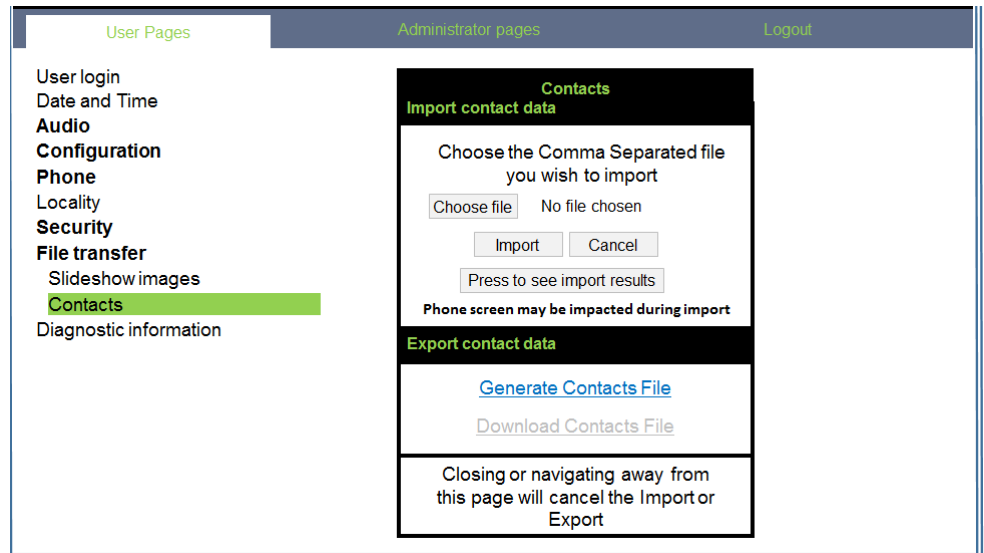 User Pages
Administrator pages
Logout
User login
Date and Time
Audio
Configuration
Phone
Locality
Security
File transfer
Slideshow images
Contacts
Diagnostic information
Contacts
Import contact data
Choose the Comma Separated file
you wish to import
Choose file No file chosen
Import Cancel
Press to see import results
Phone screen may be impacted during import
Export contact data
Generate Contacts File
Download Contacts File
Closing or navigating away from
this page will cancel the Import or
Export